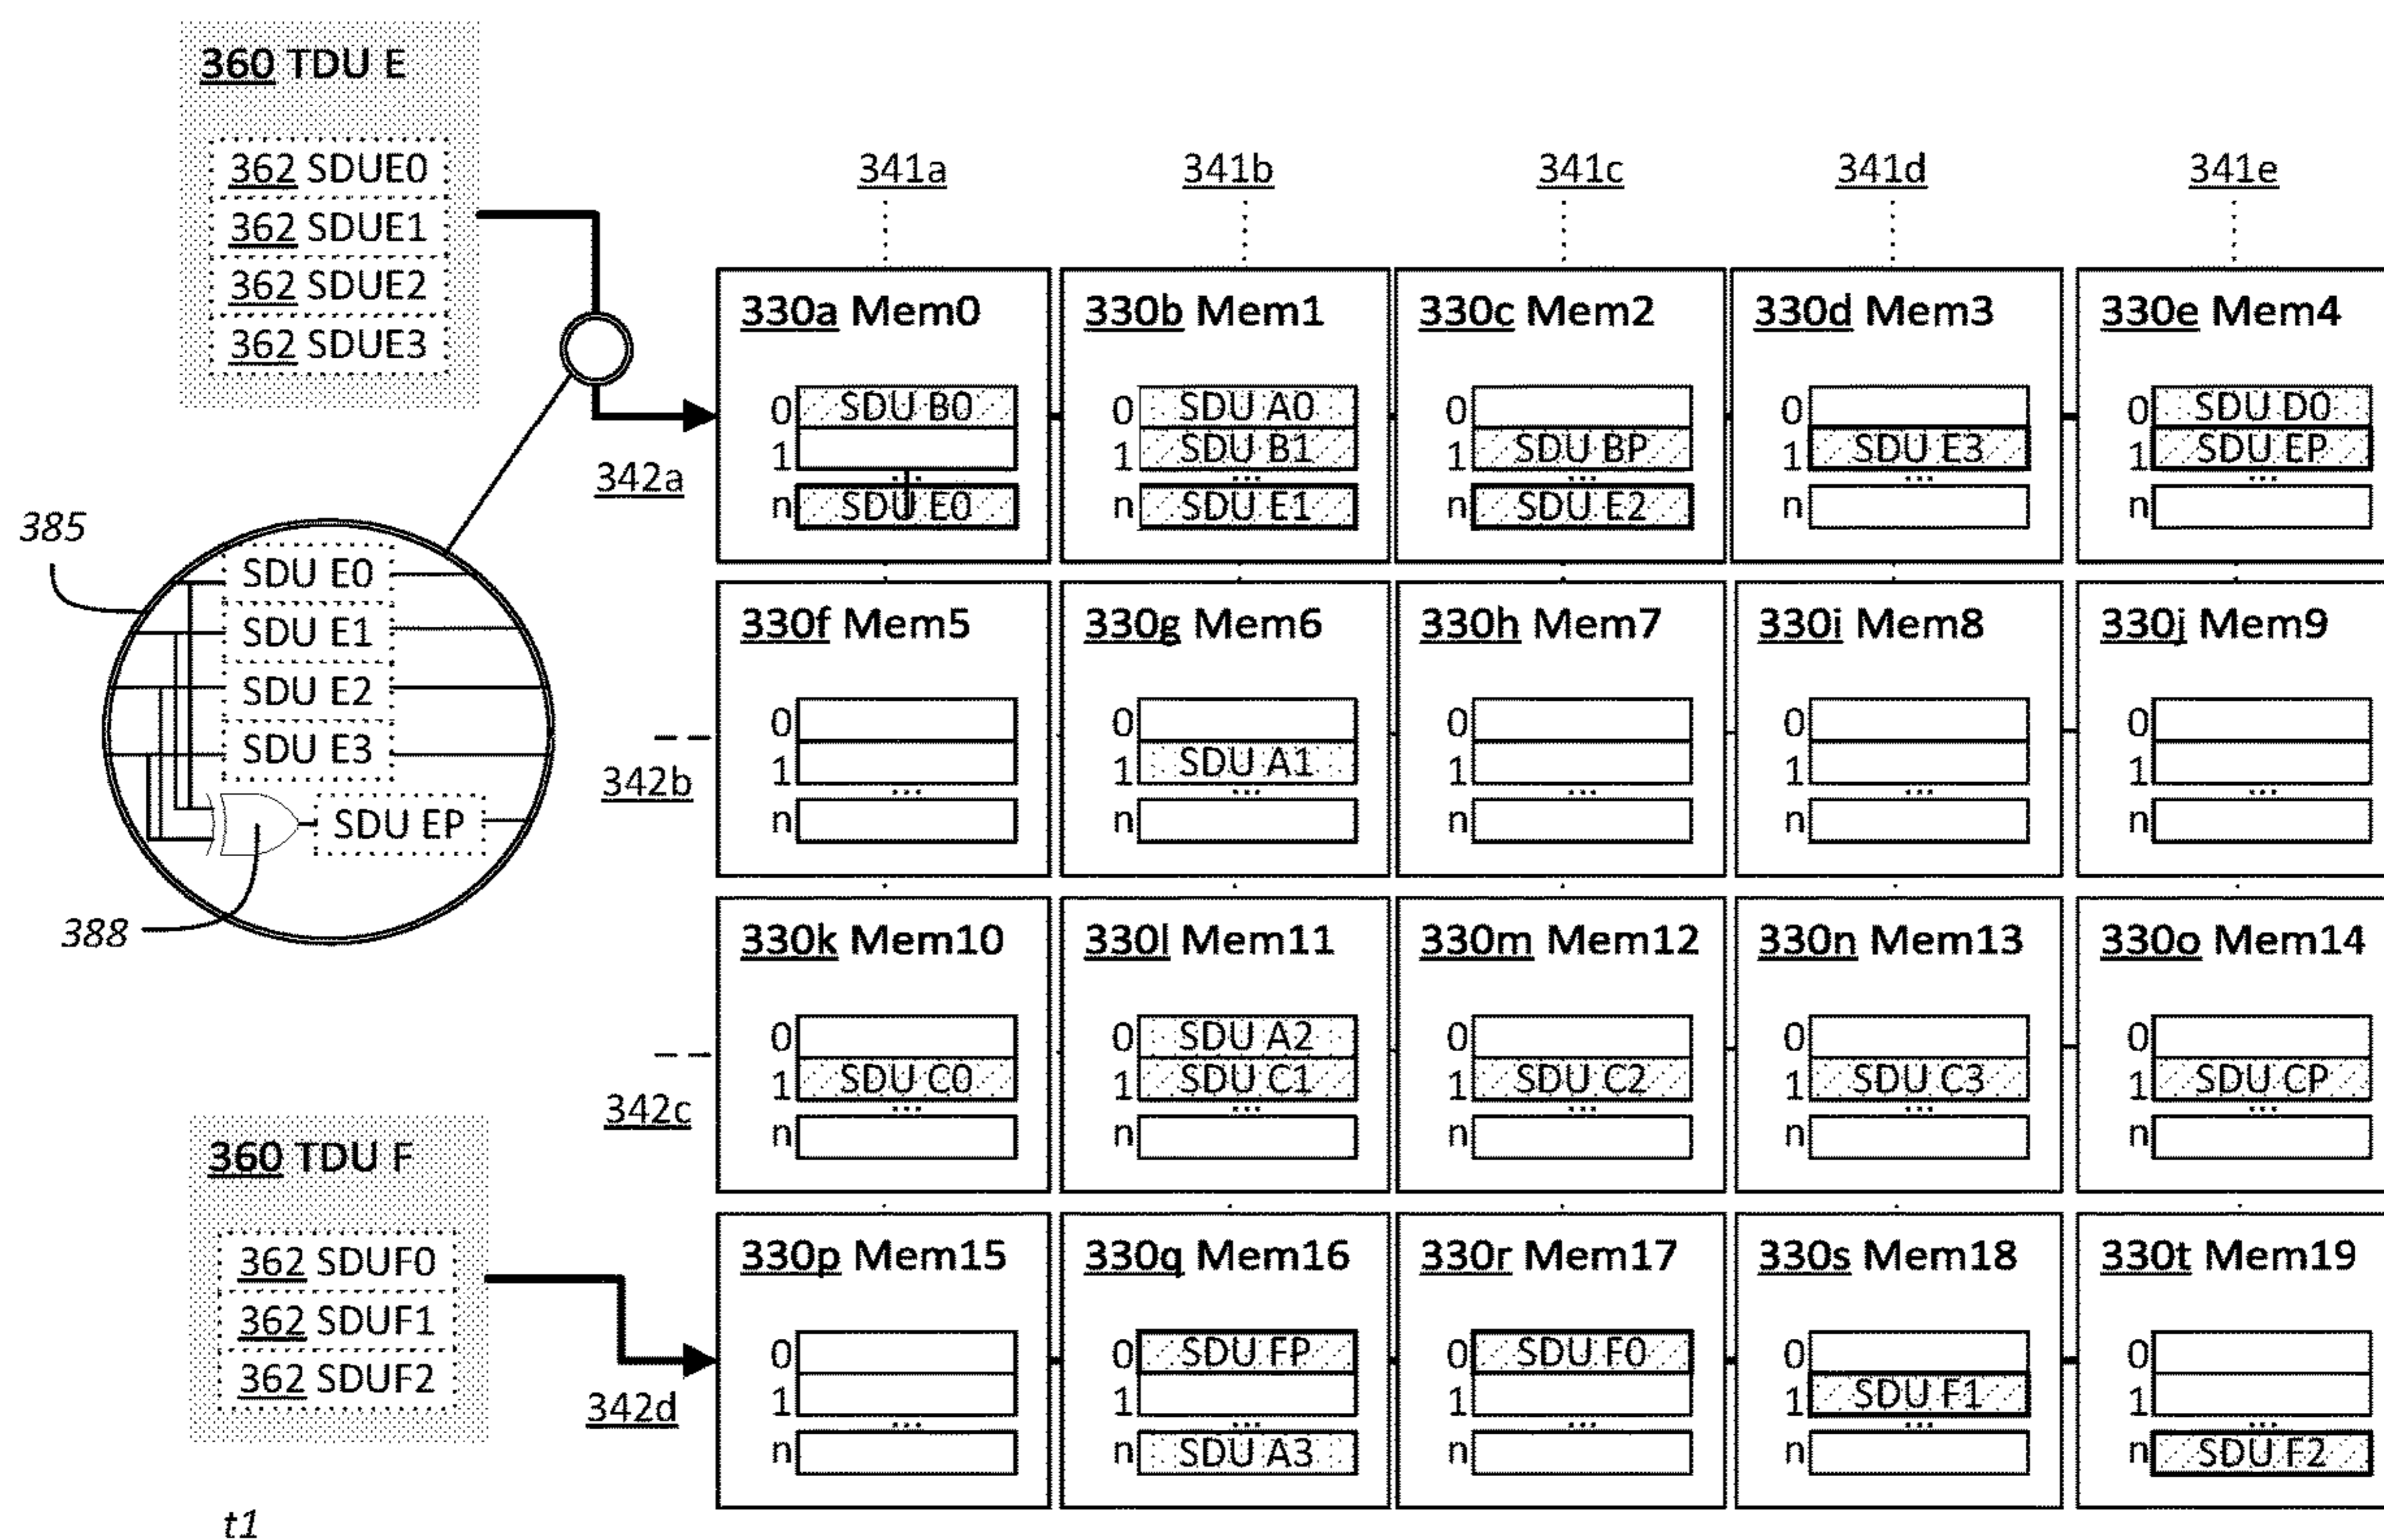 360 TDU E
362 SDUE0
362 SDUE1
362 SDUE2
362 SDUE3
341a 341b 341c 341d 341e
342a
330a Mem0
0 SDU B0
1
...
n SDU E0
330b Mem1
0 SDU A0
1 SDU B1
...
n SDU E1
330c Mem2
0
1 SDU BP
...
n SDU E2
330d Mem3
0
1 SDU E3
...
n
330e Mem4
0 SDU D0
1 SDU EP
...
n
385
SDU E0
SDU E1
SDU E2
SDU E3
SDU EP
388
342b
330f Mem5
0
1
...
n
330g Mem6
0
1 SDU A1
...
n
330h Mem7
0
1
...
n
330i Mem8
0
1
...
n
330j Mem9
0
1
...
n
342c
330k Mem10
0
1 SDU C0
...
n
330l Mem11
0 SDU A2
1 SDU C1
...
n
330m Mem12
0
1 SDU C2
...
n
330n Mem13
0
1 SDU C3
...
n
330o Mem14
0
1 SDU CP
...
n
360 TDU F
362 SDUF0
362 SDUF1
362 SDUF2
342d
330p Mem15
0
1
...
n
330q Mem16
0 SDU FP
1
...
n SDU A3
330r Mem17
0 SDU F0
1
...
n
330s Mem18
0
1 SDU F1
...
n
330t Mem19
0
1
...
n SDU F2
t1